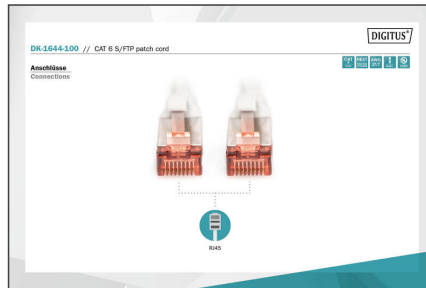 DIGITUS®
DK-1644-100 // CAT 6 S/FTP patch cord
Anschlüsse
Connections
RJ45